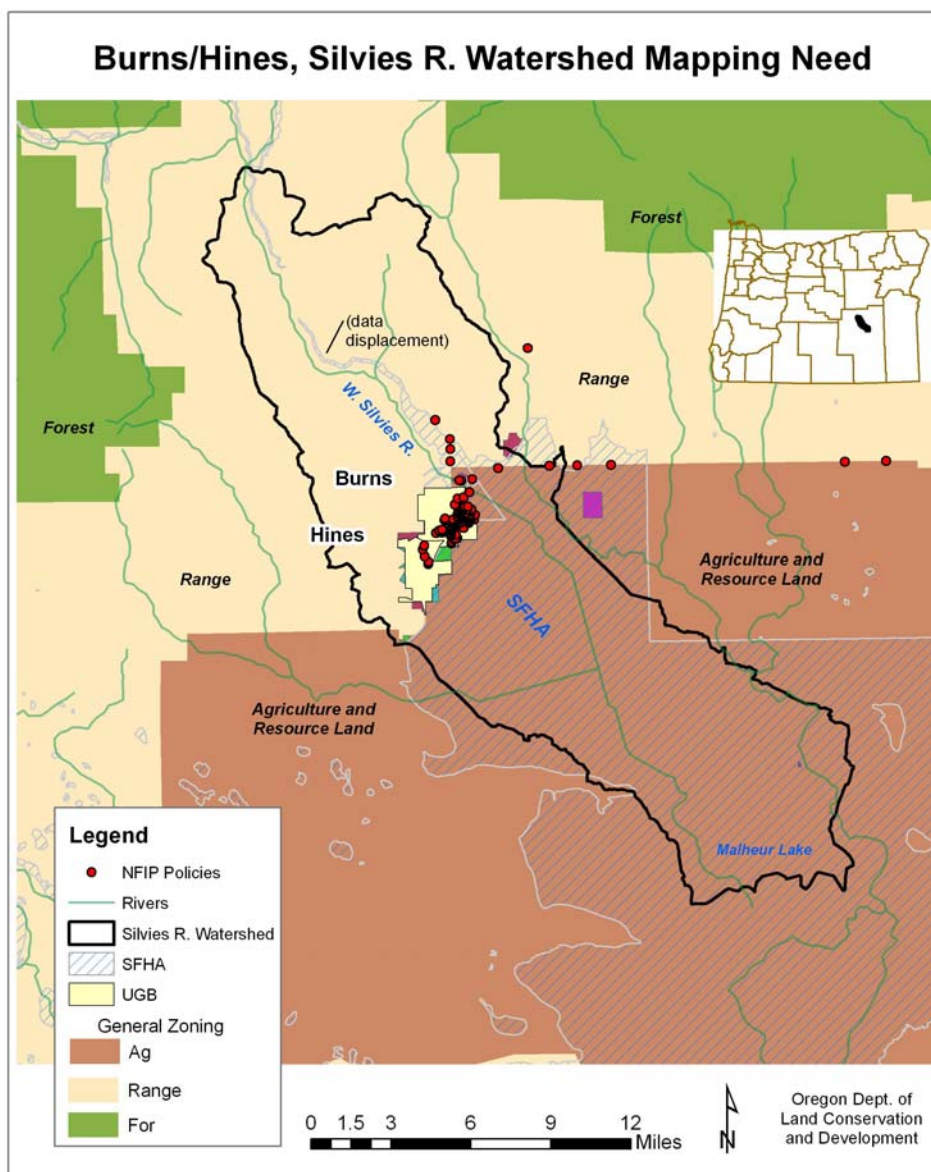 Burns/Hines, Silvies R. Watershed Mapping Need
Forest
(data
displacement)
Range
W. Silvies R.
Forest
Burns
Hines
Range
Agriculture and
Resource Land
SFHA
Agriculture and
Resource Land
Malheur Lake
Legend
NFIP Policies
Rivers
Silvies R. Watershed
SFHA
UGB
General Zoning
Ag
Range
For
0 1.5 3 6 9 12
Miles
N
Oregon Dept. of
Land Conservation
and Development